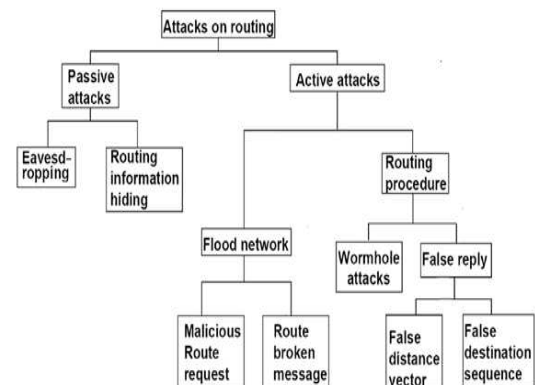 Attacks on routing
Passive
attacks
Active attacks
Eavesd-
ropping
Routing
information
hiding
Routing
procedure
Flood network
Wormhole
attacks
False reply
Malicious
Route
request
Route
broken
message
False
distance
vector
False
destination
sequence